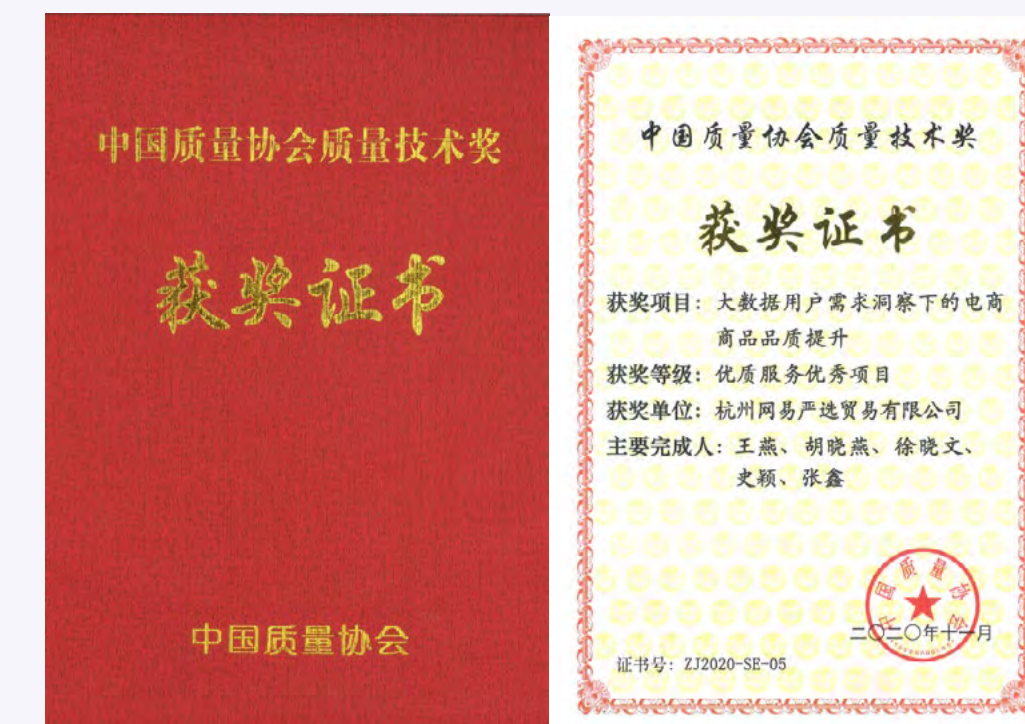 中国质量协会质量技术奖
获奖证书
中国质量协会
中国质量协会质量技术奖
获奖证书
获奖项目：大数据用户需求洞察下的电商
商品品质提升
获奖等级：优质服务优秀项目
获奖单位：杭州网易严选贸易有限公司
主要完成人：王燕、胡晓燕、徐晓文、
史颖、张鑫
中国质量协会
二〇二〇年十一月
证书号：ZJ2020-SE-05